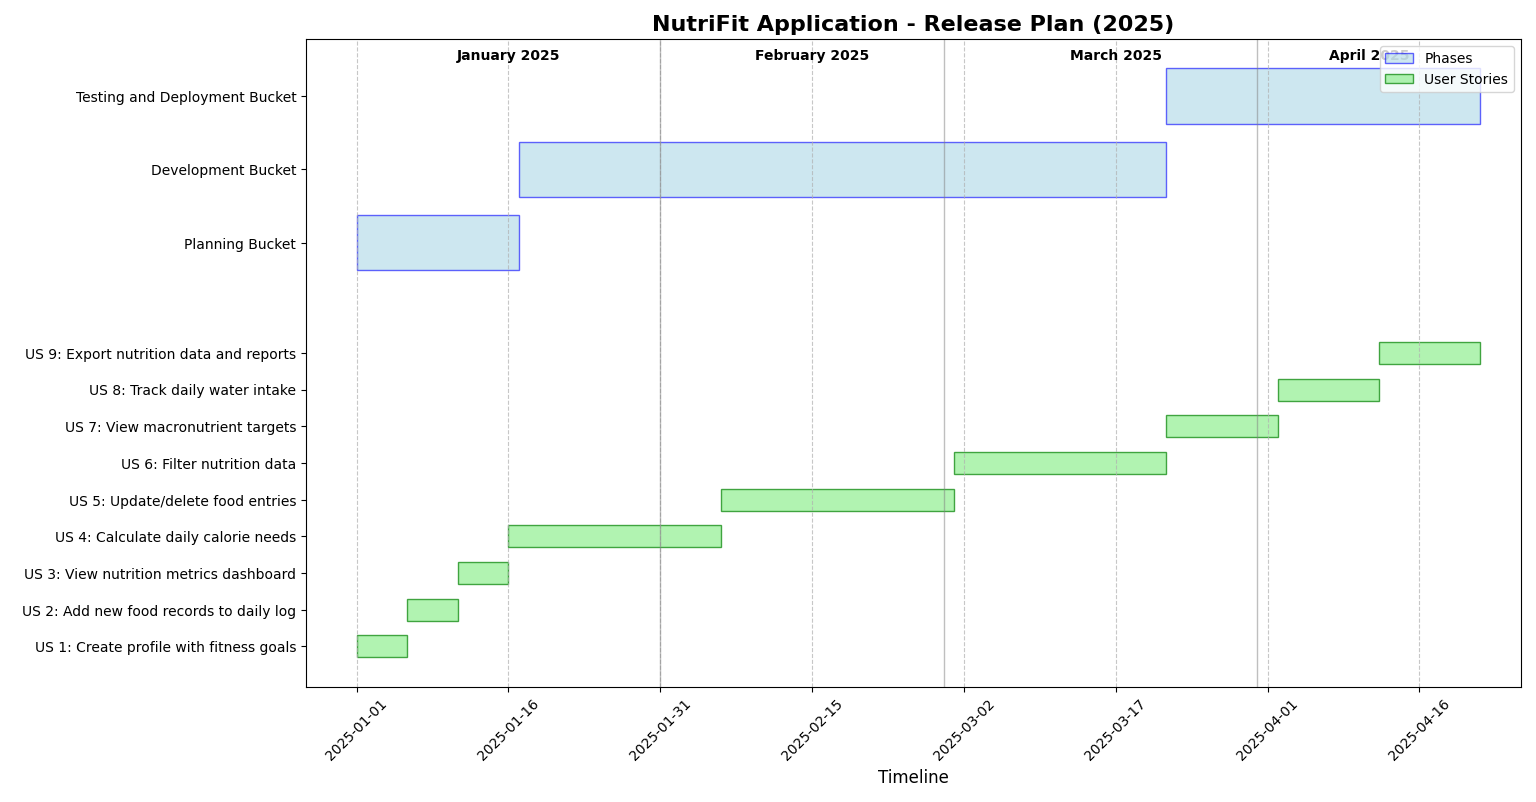 NutriFit Application - Release Plan (2025)
January 2025
February 2025
March 2025
April 2025
Phases
User Stories
Testing and Deployment Bucket
Development Bucket
Planning Bucket
US 9: Export nutrition data and reports
US 8: Track daily water intake
US 7: View macronutrient targets
US 6: Filter nutrition data
US 5: Update/delete food entries
US 4: Calculate daily calorie needs
US 3: View nutrition metrics dashboard
US 2: Add new food records to daily log
US 1: Create profile with fitness goals
2025-01-01
2025-01-16
2025-01-31
2025-02-15
2025-03-02
2025-03-17
2025-04-01
2025-04-16
Timeline